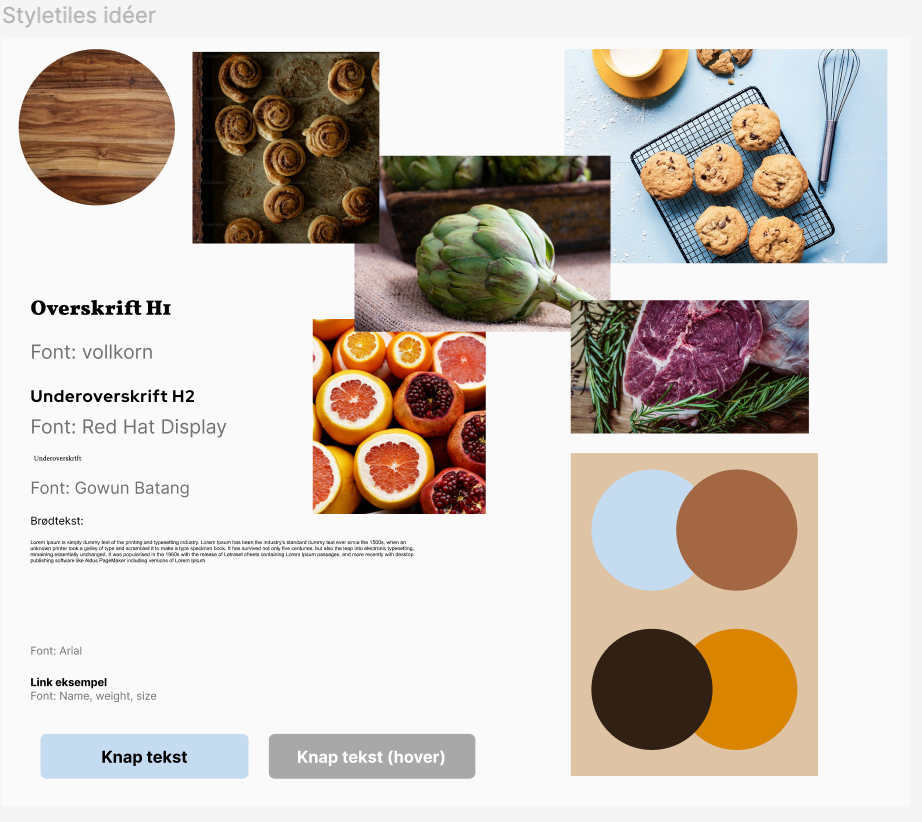 Styletiles idéer
Overskrift H1
Font: vollkorn
Underoverskrift H2
Font: Red Hat Display
Underoverskrift
Font: Gowun Batang
Brødtekst:
Lorem Ipsum is simply dummy text of the printing and typesetting industry. Lorem Ipsum has been the industry's standard dummy text ever since the 1500s, when an
unknown printer took a galley of type and scrambled it to make a type specimen book. It has survived not only five centuries, but also the leap into electronic typesetting,
remaining essentially unchanged. It was popularised in the 1960s with the release of Letraset sheets containing Lorem Ipsum passages, and more recently with desktop
publishing software like Aldus PageMaker including versions of Lorem Ipsum
Font: Arial
Link eksempel
Font: Name, weight, size
Knap tekst
Knap tekst (hover)